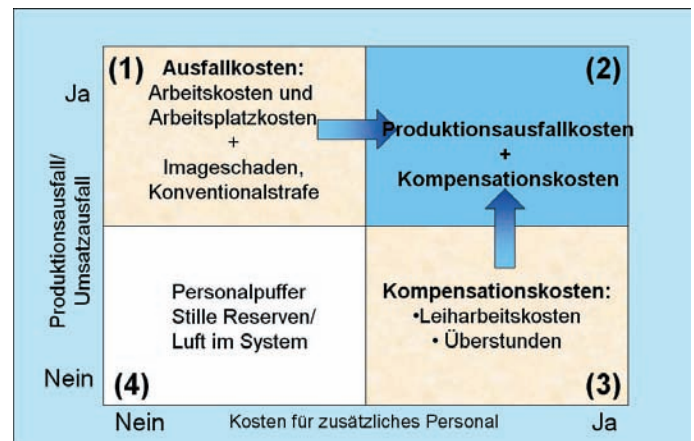 (1)
Ausfallkosten:
Arbeitskosten und
Arbeitsplatzkosten
+
Imageschaden,
Konventionalstrafe
(2)
Produktionsausfallkosten
+
Kompensationskosten
Ja
Produktionsausfall/
Umsatzausfall
Nein
Personalpuffer
Stille Reserven/
Luft im System
(4)
Kompensationskosten:
•Leiharbeitskosten
• Überstunden
(3)
Nein
Kosten für zusätzliches Personal
Ja